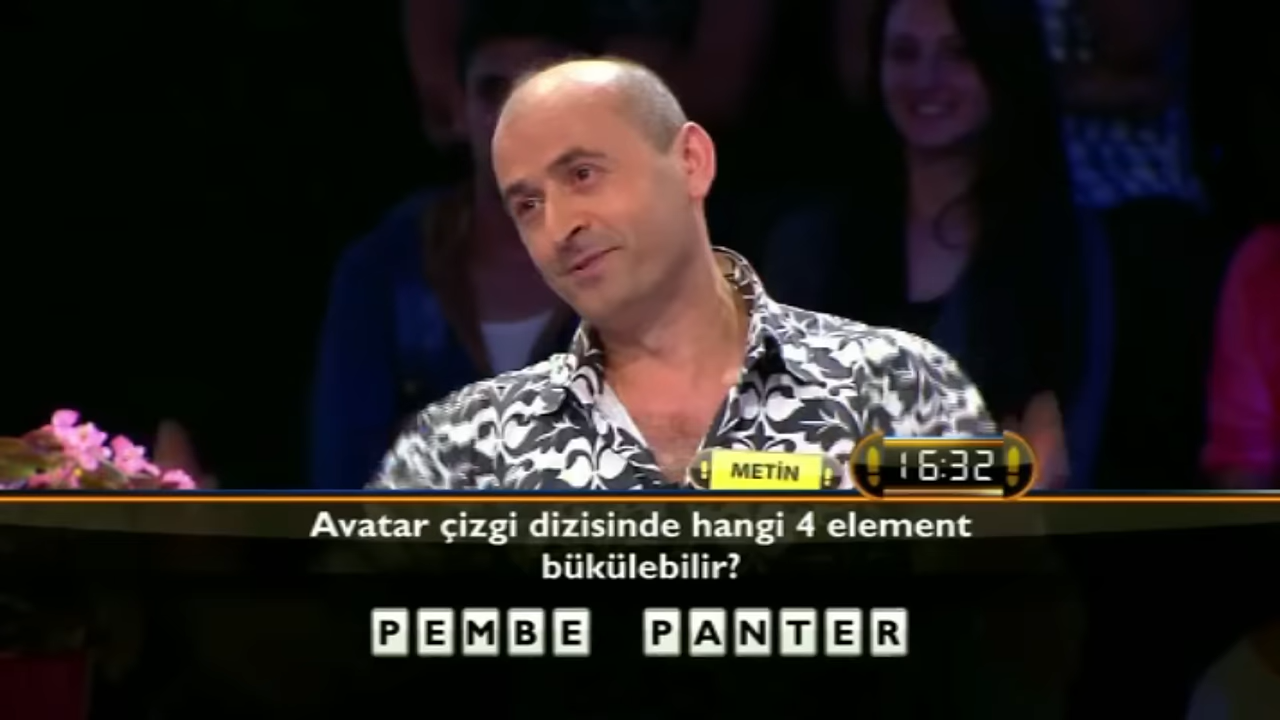 METİN
16:32
Avatar çizgi dizisinde hangi 4 element
bükülebilir?
PEMBE PANTER